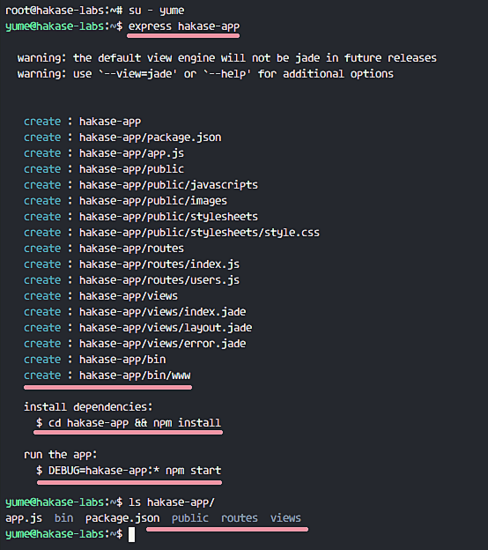 root@hakase-labs:~# su - yume
yume@hakase-labs:~$ express hakase-app
warning: the default view engine will not be jade in future releases
warning: use `--view=jade' or `--help' for additional options
create : hakase-app
create : hakase-app/package.json
create : hakase-app/app.js
create : hakase-app/public
create : hakase-app/public/javascripts
create : hakase-app/public/images
create : hakase-app/public/stylesheets
create : hakase-app/public/stylesheets/style.css
create : hakase-app/routes
create : hakase-app/routes/index.js
create : hakase-app/routes/users.js
create : hakase-app/views
create : hakase-app/views/index.jade
create : hakase-app/views/layout.jade
create : hakase-app/views/error.jade
create : hakase-app/bin
create : hakase-app/bin/www
install dependencies:
$ cd hakase-app && npm install
run the app:
$ DEBUG=hakase-app:* npm start
yume@hakase-labs:~$ ls hakase-app/
app.js bin package.json public routes views
yume@hakase-labs:~$